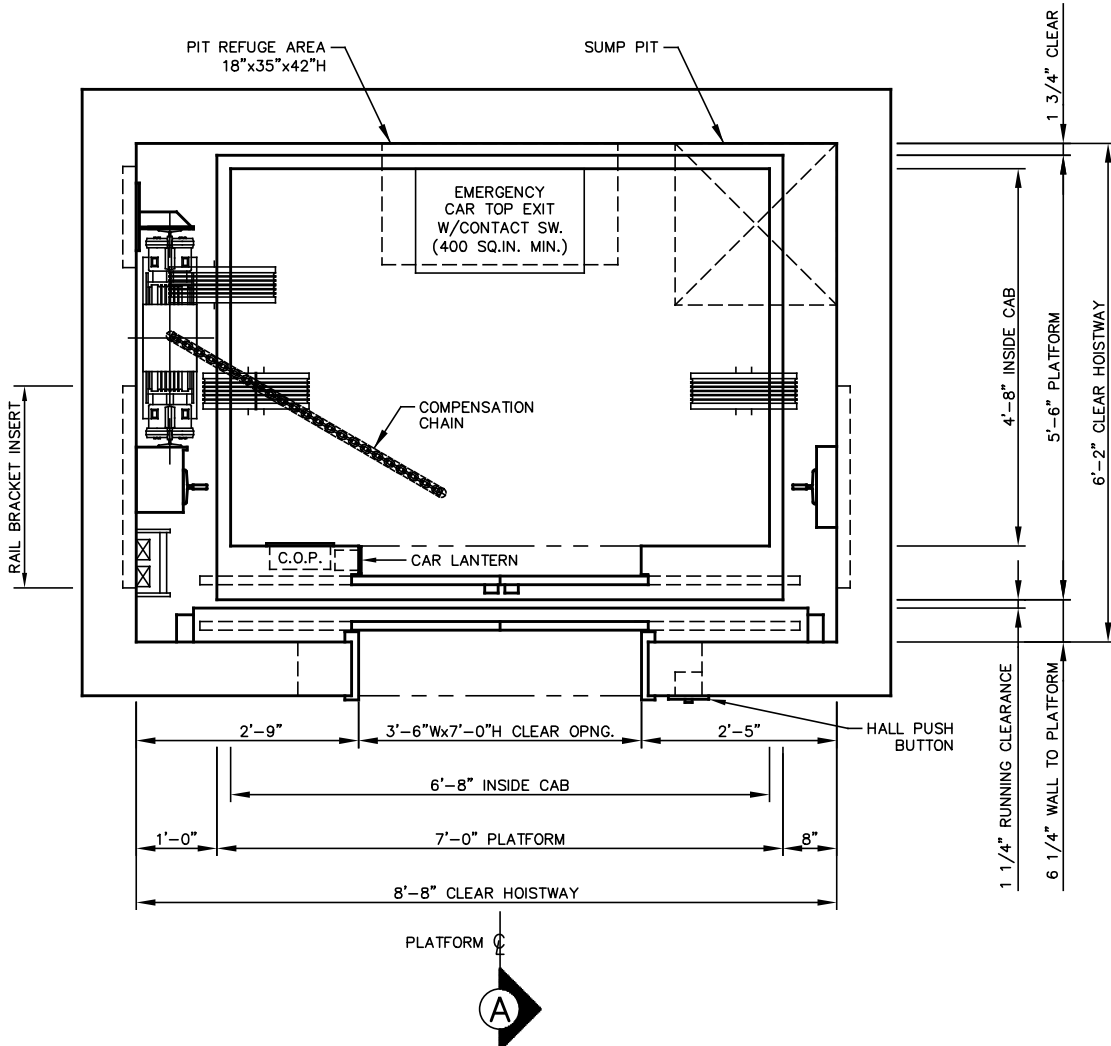 PIT REFUGE AREA
18"x35"x42"H
SUMP PIT
1 3/4" CLEAR
EMERGENCY
CAR TOP EXIT
W/CONTACT SW.
(400 SQ.IN. MIN.)
4'-8" INSIDE CAB
5'-6" PLATFORM
6'-2" CLEAR HOISTWAY
RAIL BRACKET INSERT
COMPENSATION
CHAIN
C.O.P.
CAR LANTERN
HALL PUSH
BUTTON
1 1/4" RUNNING CLEARANCE
6 1/4" WALL TO PLATFORM
2'-9"
3'-6"Wx7'-0"H CLEAR OPNG.
2'-5"
6'-8" INSIDE CAB
1'-0"
7'-0" PLATFORM
8"
8'-8" CLEAR HOISTWAY
PLATFORM ℄
A